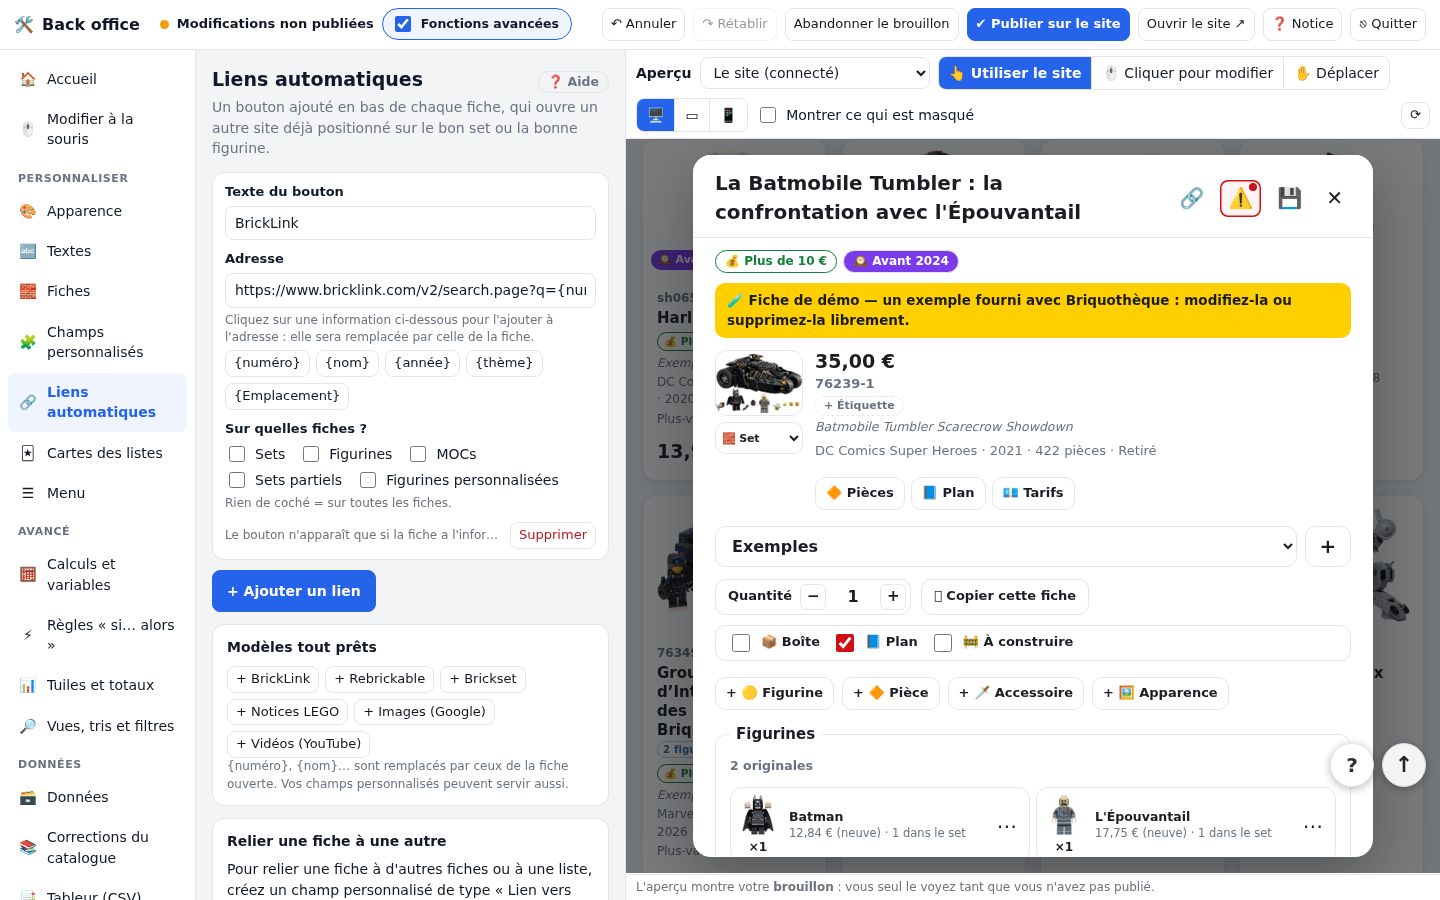 Back office
Modifications non publiées
Fonctions avancées
↶ Annuler
↷ Rétablir
Abandonner le brouillon
✔ Publier sur le site
Ouvrir le site ↗
❓ Notice
⎋ Quitter
Accueil
Modifier à la
souris
PERSONNALISER
Apparence
Textes
Fiches
Champs
personnalisés
Liens
automatiques
Cartes des listes
Menu
AVANCÉ
Calculs et
variables
Règles « si… alors
»
Tuiles et totaux
Vues, tris et filtres
DONNÉES
Données
Corrections du
catalogue
Tableur (CSV)
Liens automatiques
❓ Aide
Un bouton ajouté en bas de chaque fiche, qui ouvre un
autre site déjà positionné sur le bon set ou la bonne
figurine.
Texte du bouton
BrickLink
Adresse
https://www.bricklink.com/v2/search.page?q={nu
Cliquez sur une information ci-dessous pour l'ajouter à
l'adresse : elle sera remplacée par celle de la fiche.
{numéro} {nom} {année} {thème}
{Emplacement}
Sur quelles fiches ?
Sets Figurines MOCs
Sets partiels Figurines personnalisées
Rien de coché = sur toutes les fiches.
Le bouton n'apparaît que si la fiche a l'infor…
Supprimer
+ Ajouter un lien
Modèles tout prêts
+ BrickLink + Rebrickable + Brickset
+ Notices LEGO + Images (Google)
+ Vidéos (YouTube)
{numéro}, {nom}… sont remplacés par ceux de la fiche
ouverte. Vos champs personnalisés peuvent servir aussi.
Relier une fiche à une autre
Pour relier une fiche à d'autres fiches ou à une liste,
créez un champ personnalisé de type « Lien vers
Aperçu
Le site (connecté)
Utiliser le site
Cliquer pour modifier
Déplacer
Montrer ce qui est masqué
La Batmobile Tumbler : la
confrontation avec l'Épouvantail
Plus de 10 €
Avant 2024
Fiche de démo — un exemple fourni avec Briquothèque : modifiez-la ou
supprimez-la librement.
35,00 €
76239-1
+ Étiquette
Batmobile Tumbler Scarecrow Showdown
Set
DC Comics Super Heroes · 2021 · 422 pièces · Retiré
Pièces
Plan
Tarifs
Exemples
+
Quantité − 1 +
Copier cette fiche
Boîte
Plan
À construire
+ Figurine
+ Pièce
+ Accessoire
+ Apparence
Figurines
2 originales
Batman
12,84 € (neuve) · 1 dans le set
×1
…
L'Épouvantail
17,75 € (neuve) · 1 dans le set
×1
…
? ↑
L'aperçu montre votre brouillon : vous seul le voyez tant que vous n'avez pas publié.